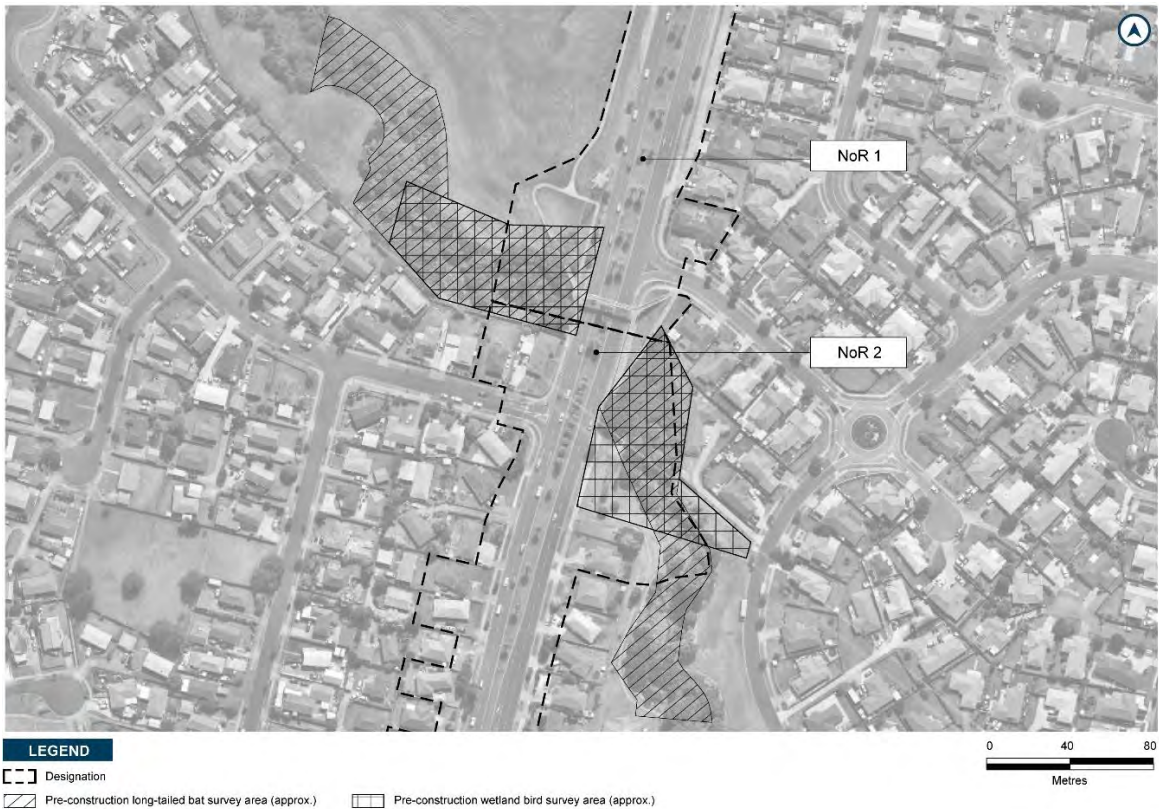 NoR 1
NoR 2
LEGEND
Designation
Pre-construction long-tailed bat survey area (approx.)
Pre-construction wetland bird survey area (approx.)
0 40 80
Metres